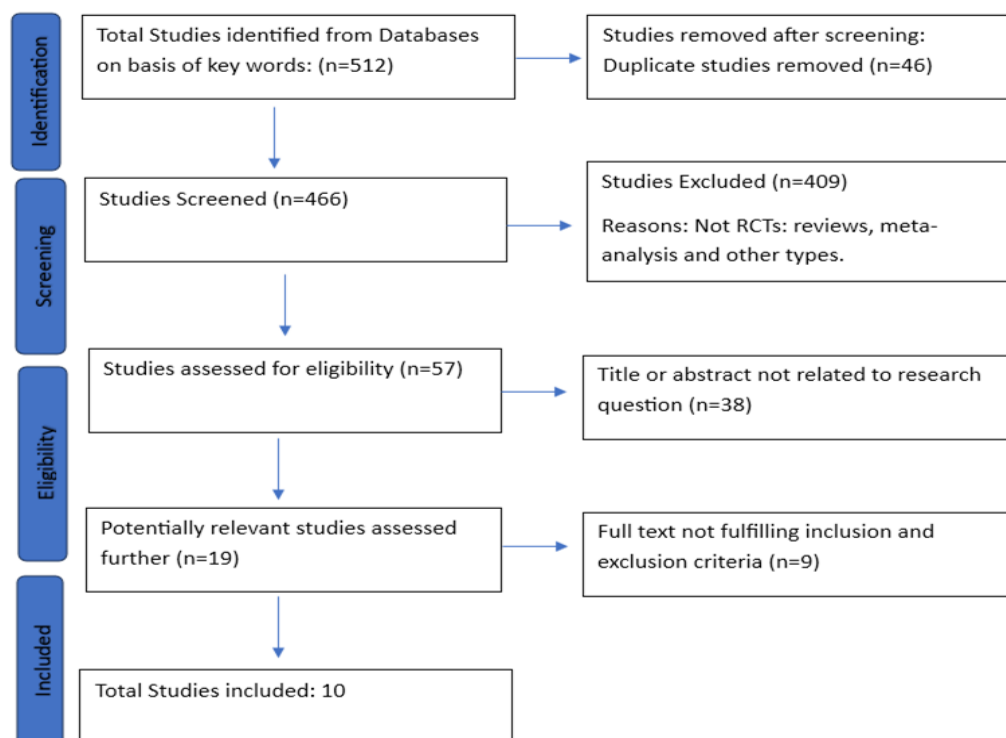 Identification
Total Studies identified from Databases
on basis of key words: (n=512)
Studies removed after screening:
Duplicate studies removed (n=46)
Screening
Studies Screened (n=466)
Studies Excluded (n=409)
Reasons: Not RCTs: reviews, meta-
analysis and other types.
Eligibility
Studies assessed for eligibility (n=57)
Title or abstract not related to research
question (n=38)
Potentially relevant studies assessed
further (n=19)
Full text not fulfilling inclusion and
exclusion criteria (n=9)
Included
Total Studies included: 10